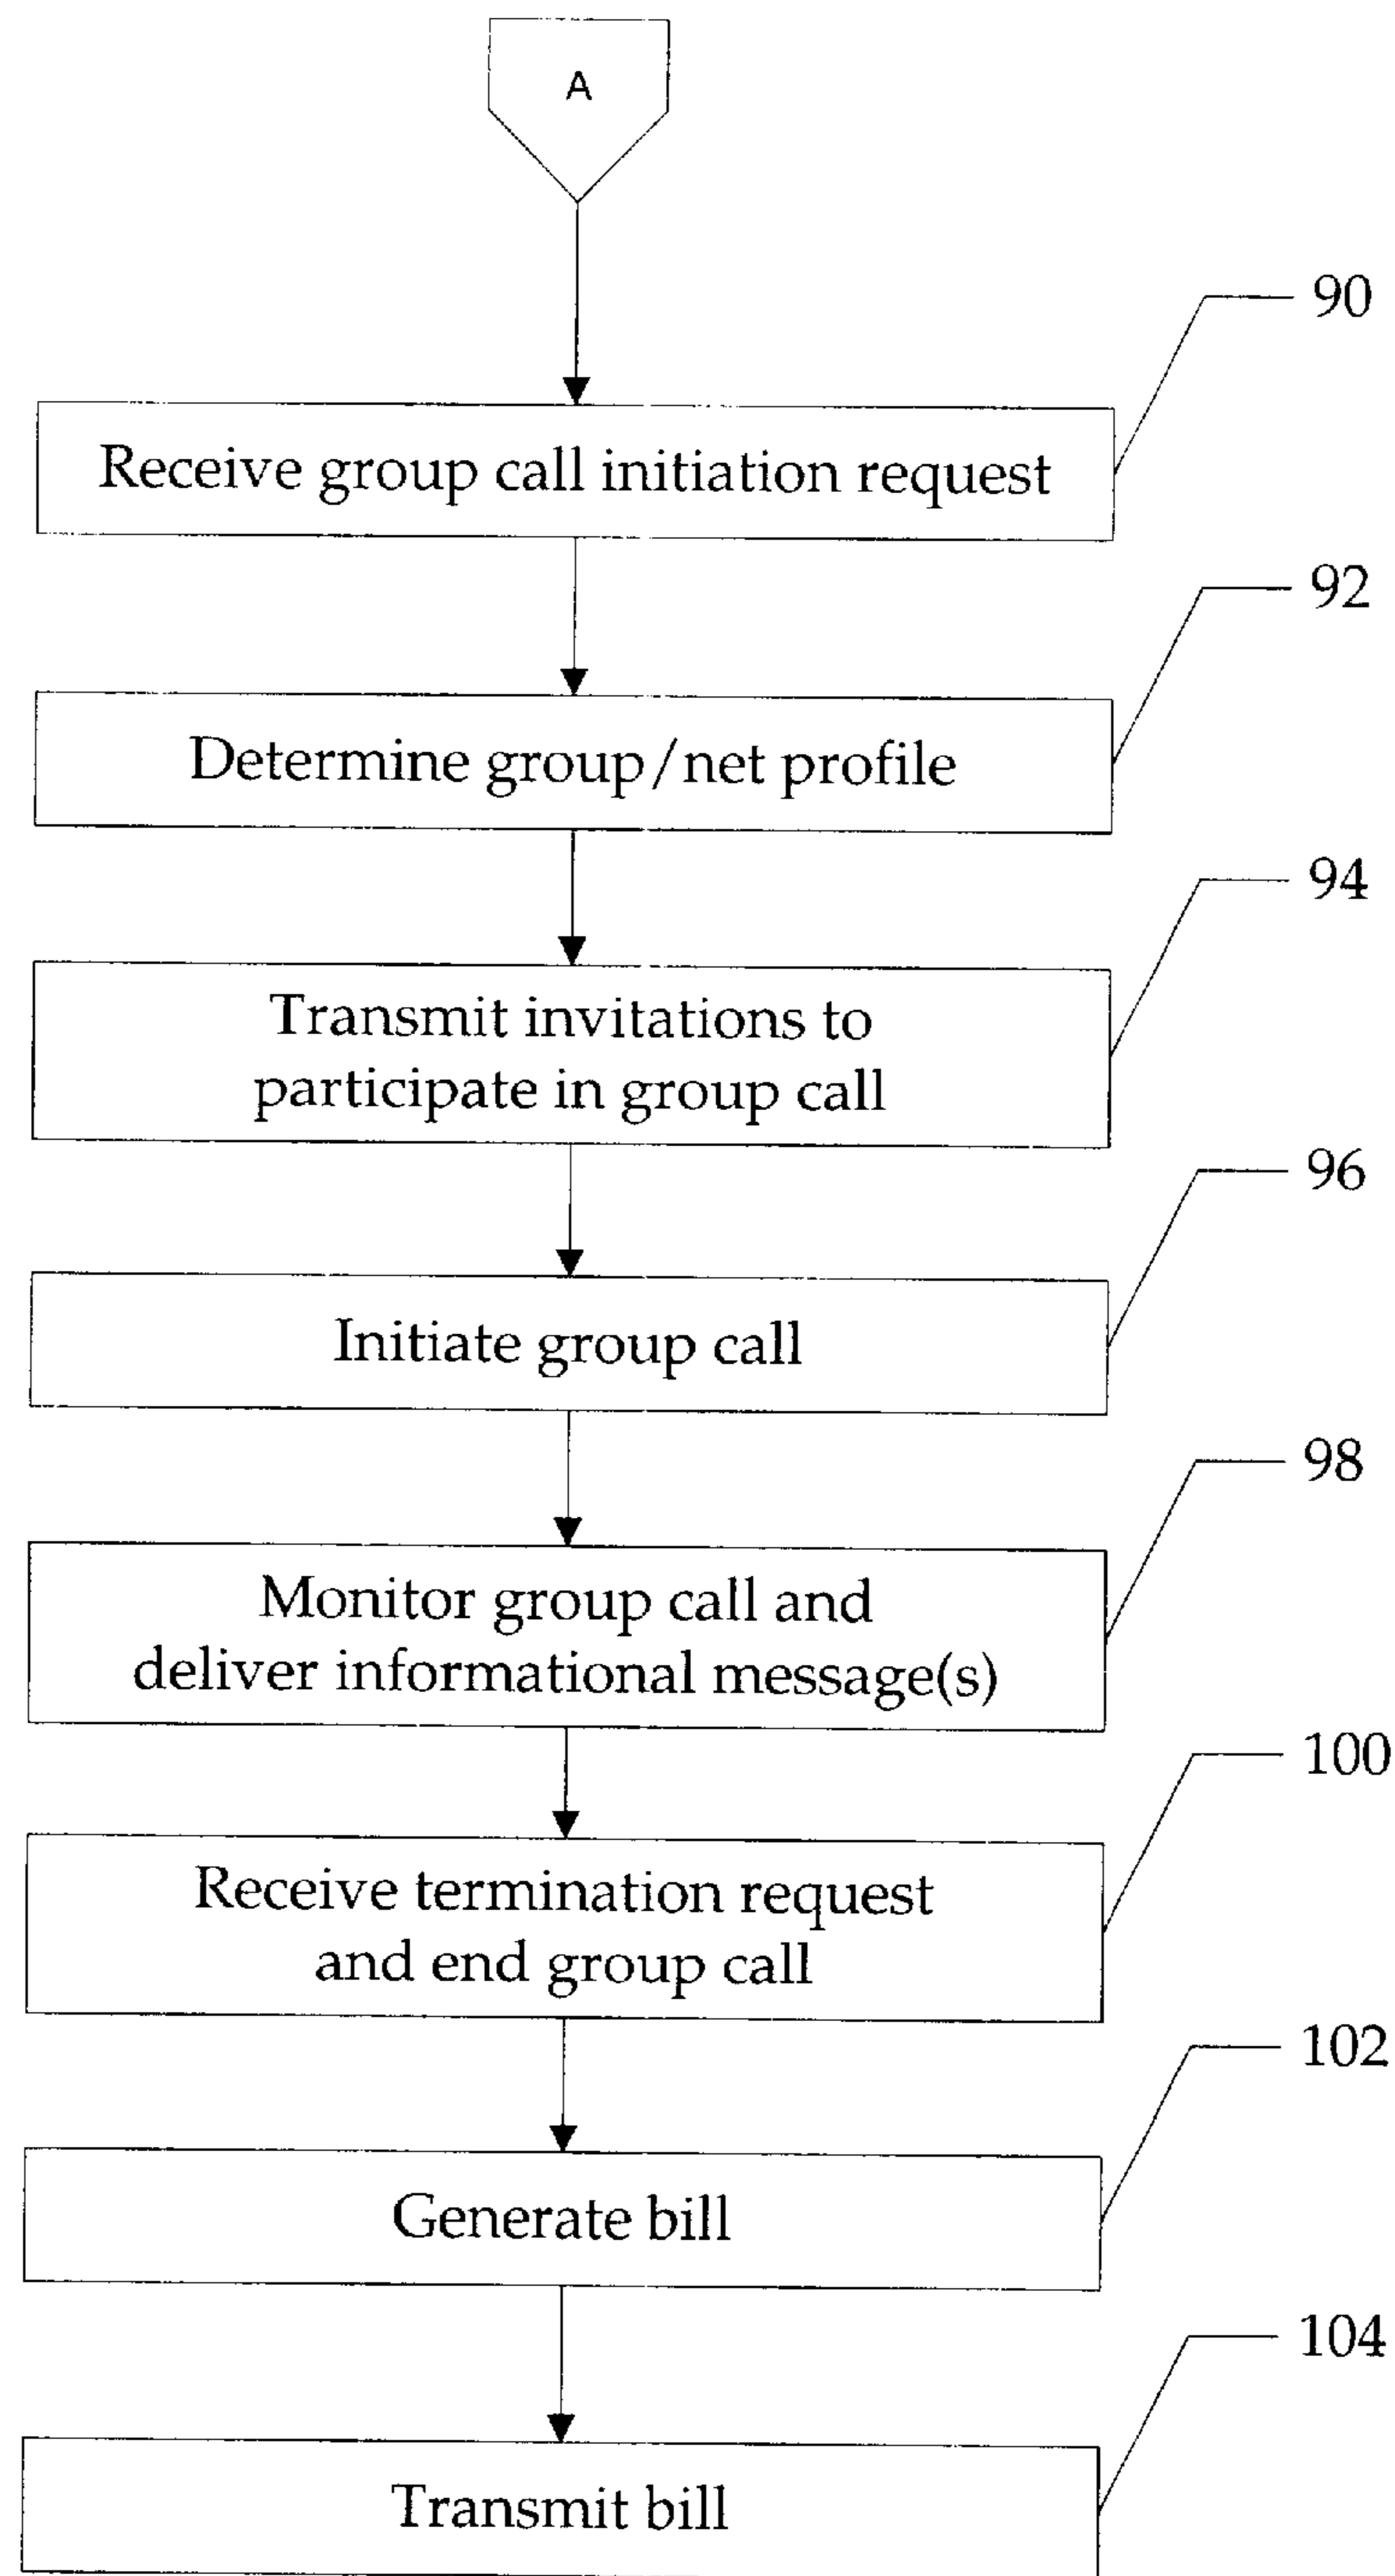 A
90
Receive group call initiation request
92
Determine group/net profile
94
Transmit invitations to
participate in group call
96
Initiate group call
98
Monitor group call and
deliver informational message(s)
100
Receive termination request
and end group call
102
Generate bill
104
Transmit bill